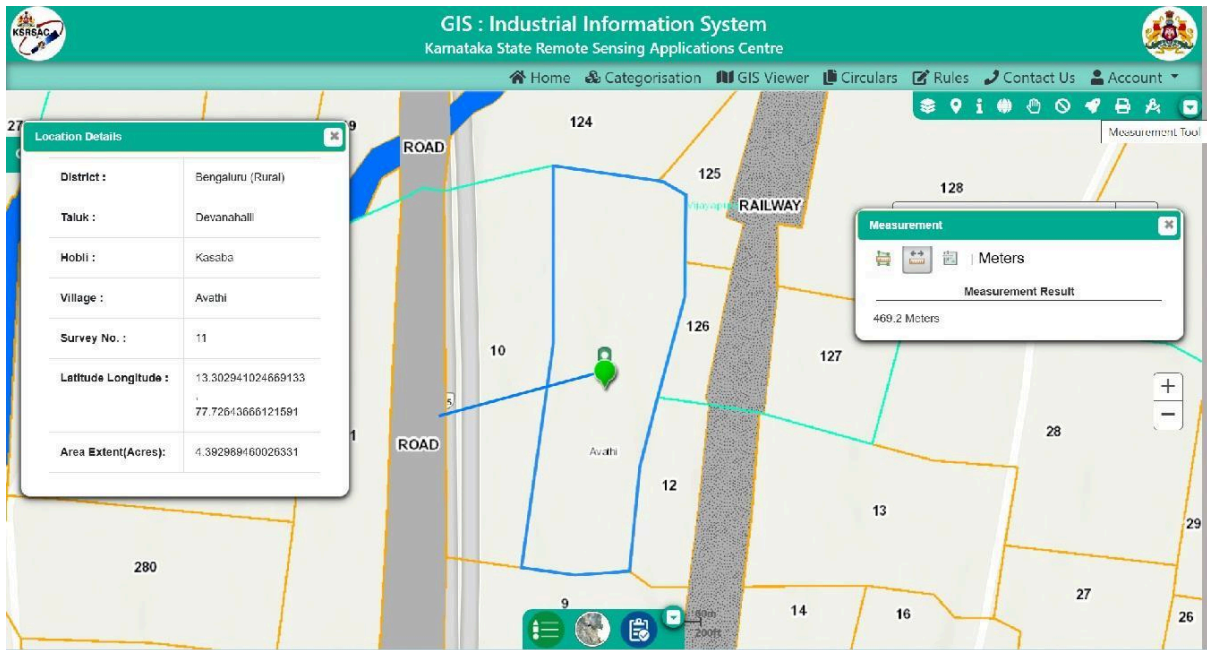 KSRSAC
GIS : Industrial Information System
Karnataka State Remote Sensing Applications Centre
Home Categorisation GIS Viewer Circulars Rules Contact Us Account
Measurement Tool
Location Details
District : Bengaluru (Rural)
Taluk : Devanahalli
Hobli : Kasaba
Village : Avathi
Survey No. : 11
Latitude Longitude : 13.302941024669133
,
77.72643666121591
Area Extent(Acres): 4.392969460026331
Measurement
Meters
Measurement Result
469.2 Meters
27
9
124
ROAD
125
128
RAILWAY
126
10
127
1
ROAD
28
Avathi
12
13
29
280
9
14
16
27
26
200ft
+
−